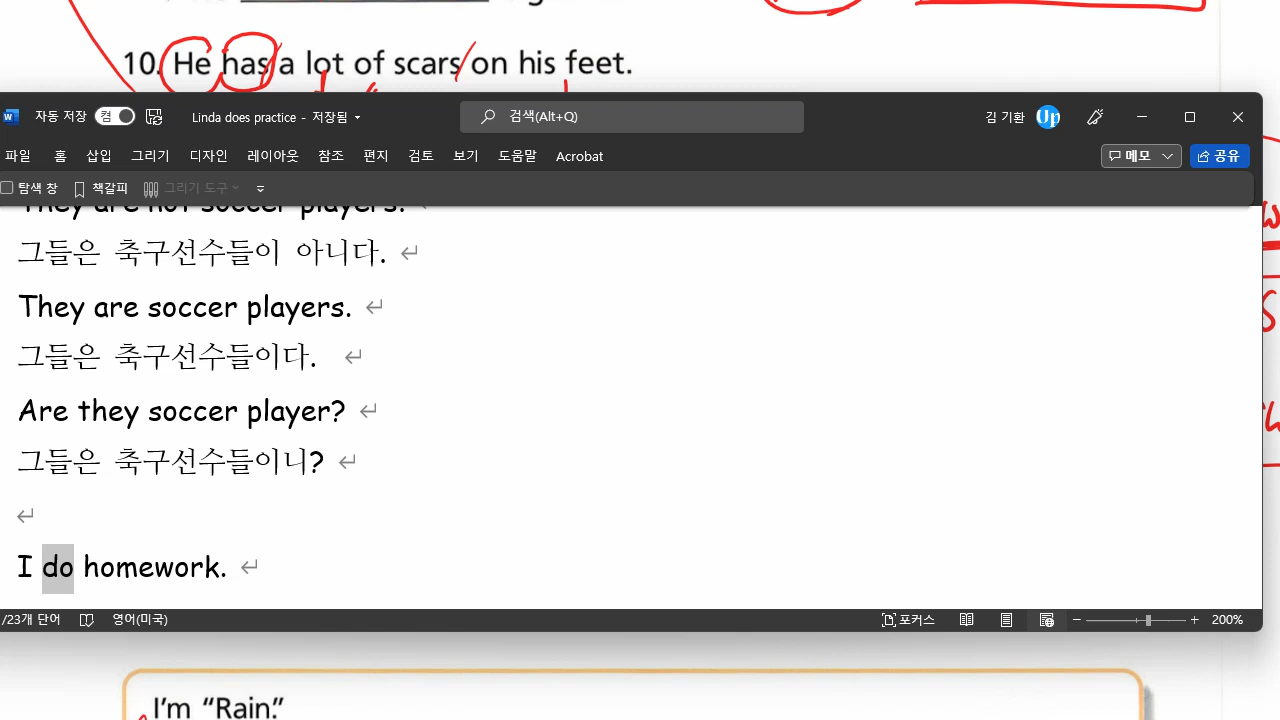 10. He has a lot of scars on his feet.
자동 저장 켬 Linda does practice - 저장됨 검색(Alt+Q) 김 기환 Up
파일 홈 삽입 그리기 디자인 레이아웃 참조 편지 검토 보기 도움말 Acrobat 메모 공유
탐색 창 책갈피 그리기 도구
They are not soccer players.
그들은 축구선수들이 아니다.
They are soccer players.
그들은 축구선수들이다.
Are they soccer player?
그들은 축구선수들이니?
I do homework.
/23개 단어 영어(미국) 포커스 200%
I'm “Rain.”